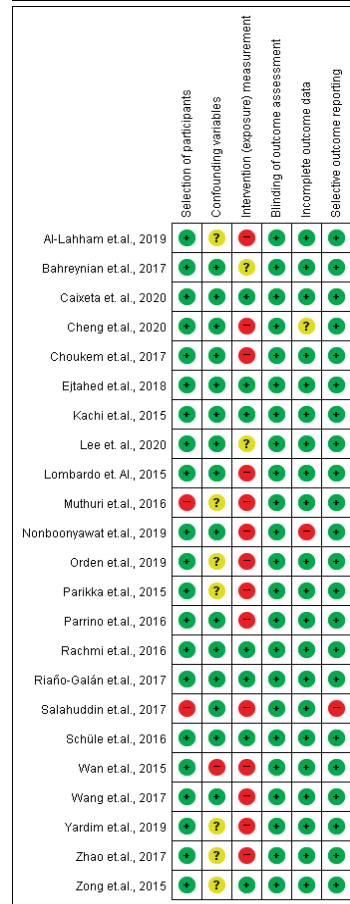 Selection of participants
Confounding variables
Intervention (exposure) measurement
Blinding of outcome assessment
Incomplete outcome data
Selective outcome reporting
Al-Lahham et.al., 2019 + ? - + + +
Bahreynian et.al., 2017 + + ? + + +
Caixeta et. al., 2020 + + + + + +
Cheng et.al., 2020 + + - + ? +
Choukem et.al., 2017 + + - + + +
Ejtahed et.al., 2018 + + + + + +
Kachi et.al., 2015 + + + + + +
Lee et. al., 2020 + + ? + + +
Lombardo et. Al., 2015 + + - + + +
Muthuri et.al., 2016 - ? - + + +
Nonboonyawat et.al., 2019 + + - + - +
Orden et.al., 2019 + ? - + + +
Parikka et.al., 2015 + ? - + + +
Parrino et.al., 2016 + + - + + +
Rachmi et.al., 2016 + + + + + +
Riaño-Galán et.al., 2017 + + + + + +
Salahuddin et.al., 2017 - + - + + -
Schüle et.al., 2016 + + + + + +
Wan et.al., 2015 + - - + + +
Wang et.al., 2017 + + - + + +
Yardim et.al., 2019 + ? - + + +
Zhao et.al., 2017 + ? - + + +
Zong et.al., 2015 + ? + + + +